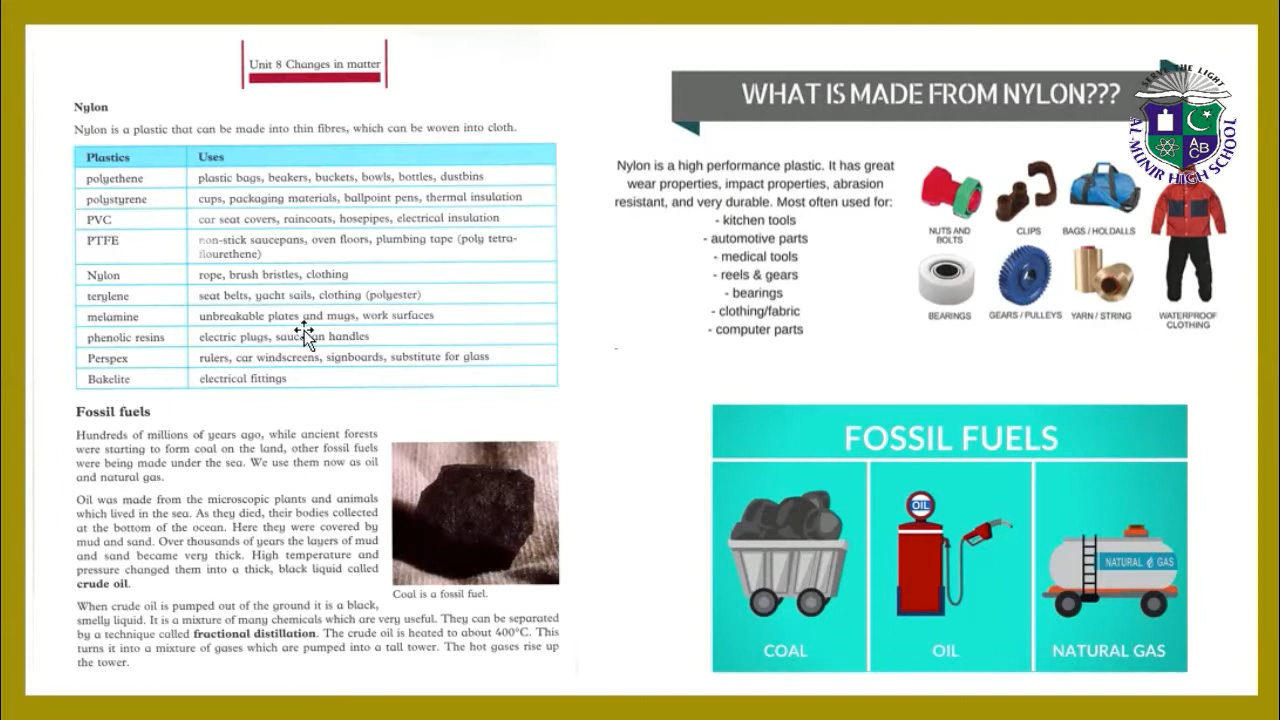 Unit 8 Changes in matter
Nylon
Nylon is a plastic that can be made into thin fibres, which can be woven into cloth.
Plastics Uses
polyethene plastic bags, beakers, buckets, bowls, bottles, dustbins
polystyrene cups, packaging materials, ballpoint pens, thermal insulation
PVC car seat covers, raincoats, hosepipes, electrical insulation
PTFE non-stick saucepans, oven floors, plumbing tape (poly tetra-
flourethene)
Nylon rope, brush bristles, clothing
terylene seat belts, yacht sails, clothing (polyester)
melamine unbreakable plates and mugs, work surfaces
phenolic resins electric plugs, handles
Perspex rulers, car windscreens, signboards, substitute for glass
Bakelite electrical fittings
Fossil fuels
Hundreds of millions of years ago, while ancient forests
were starting to form coal on the land, other fossil fuels
were being made under the sea. We use them now as oil
and natural gas.
Oil was made from the microscopic plants and animals
which lived in the sea. As they died, their bodies collected
at the bottom of the ocean. Here they were covered by
mud and sand. Over thousands of years the layers of mud
and sand became very thick. High temperature and
pressure changed them into a thick, black liquid called
crude oil.
Coal is a fossil fuel.
When crude oil is pumped out of the ground it is a black,
smelly liquid. It is a mixture of many chemicals which are very useful. They can be separated
by a technique called fractional distillation. The crude oil is heated to about 400°C. This
turns it into a mixture of gases which are pumped into a tall tower. The hot gases rise up
the tower.
WHAT IS MADE FROM NYLON???
Nylon is a high performance plastic. It has great
wear properties, impact properties, abrasion
resistant, and very durable. Most often used for:
- kitchen tools
- automotive parts
- medical tools
- reels & gears
- bearings
- clothing/fabric
- computer parts
NUTS AND
BOLTS
CLIPS
BAGS / HOLDALLS
BEARINGS
GEARS / PULLEYS
YARN / STRING
WATERPROOF
CLOTHING
SERVE THE LIGHT
ABC
AL-MUNIR HIGH SCHOOL
FOSSIL FUELS
OIL
NATURAL GAS
COAL
OIL
NATURAL GAS